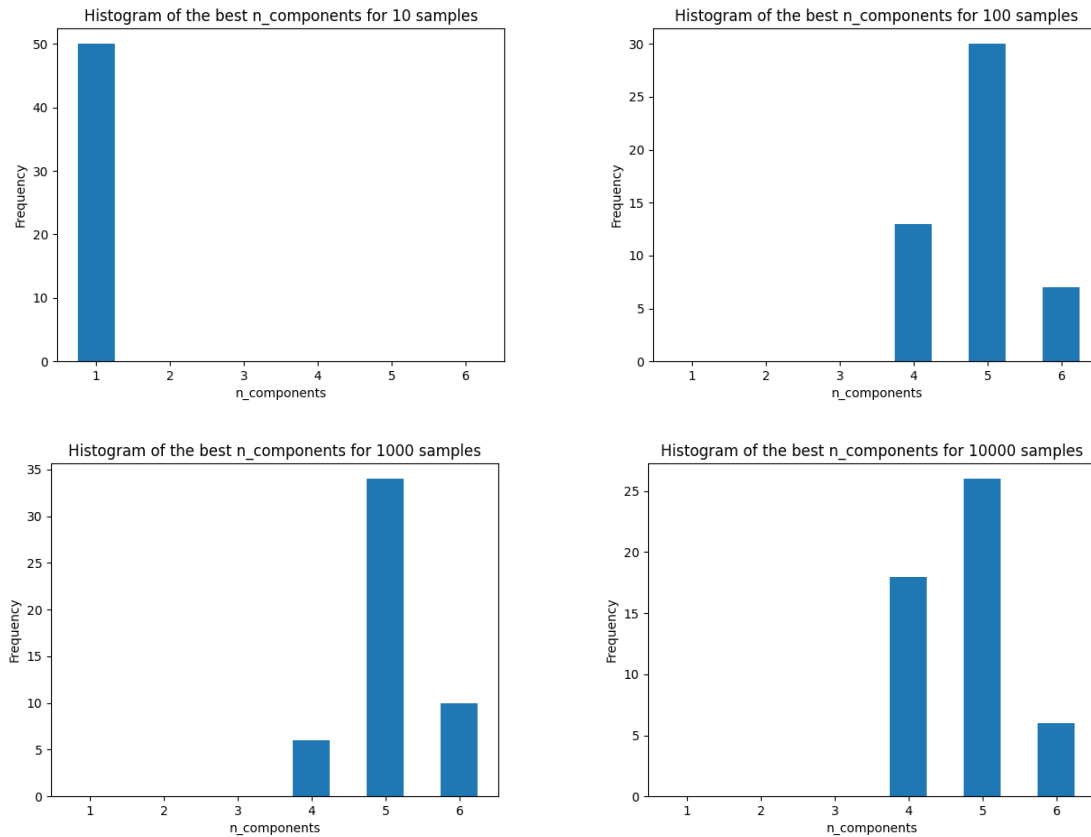 Histogram of the best n_components for 10 samples
50
40
30
20
10
0
Frequency
1 2 3 4 5 6
n_components
Histogram of the best n_components for 100 samples
30
25
20
15
10
5
0
Frequency
1 2 3 4 5 6
n_components
Histogram of the best n_components for 1000 samples
35
30
25
20
15
10
5
0
Frequency
1 2 3 4 5 6
n_components
Histogram of the best n_components for 10000 samples
25
20
15
10
5
0
Frequency
1 2 3 4 5 6
n_components